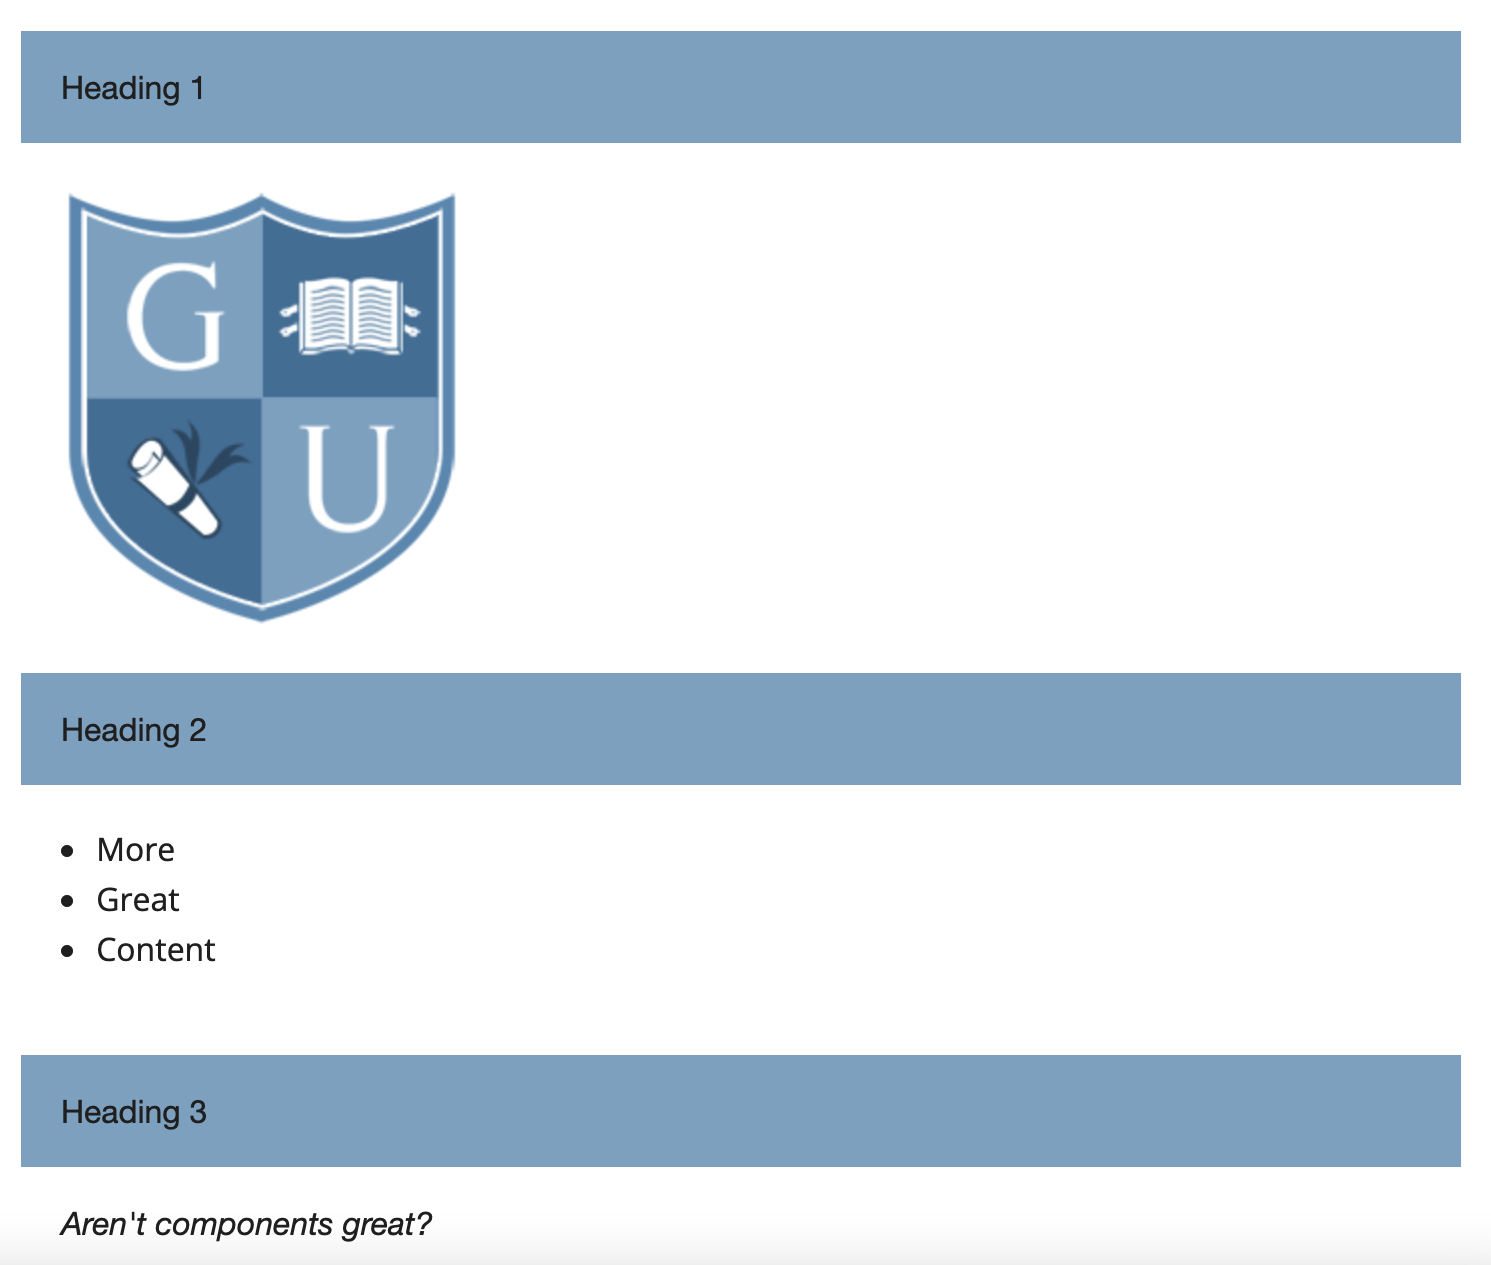 Heading 1
G
U
Heading 2
• More
• Great
• Content
Heading 3
Aren't components great?